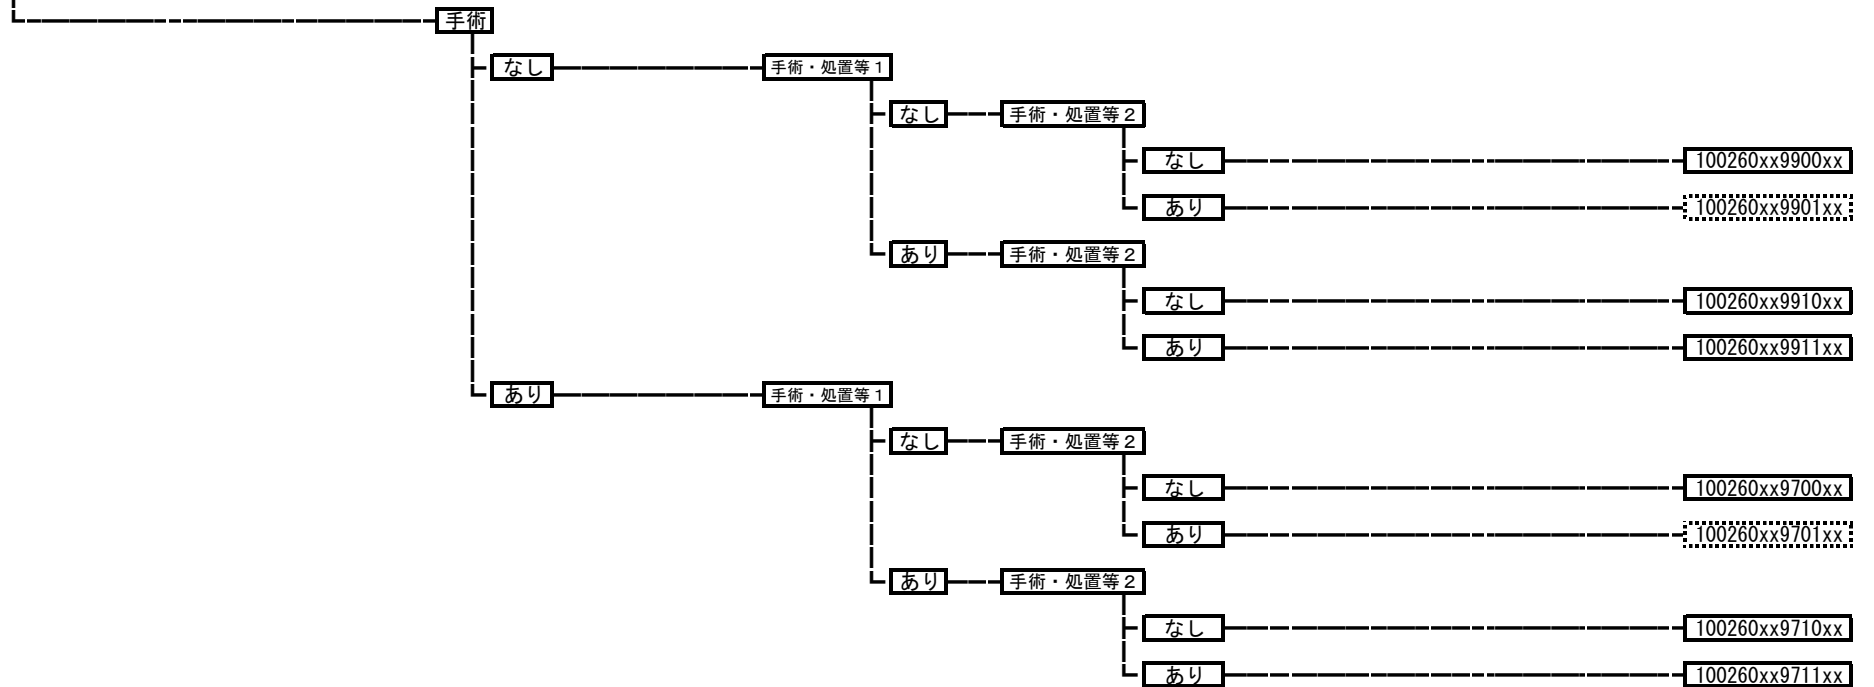 手術
なし 手術・処置等1
なし 手術・処置等2
なし 100260xx9900xx
あり 100260xx9901xx
あり 手術・処置等2
なし 100260xx9910xx
あり 100260xx9911xx
あり 手術・処置等1
なし 手術・処置等2
なし 100260xx9700xx
あり 100260xx9701xx
あり 手術・処置等2
なし 100260xx9710xx
あり 100260xx9711xx